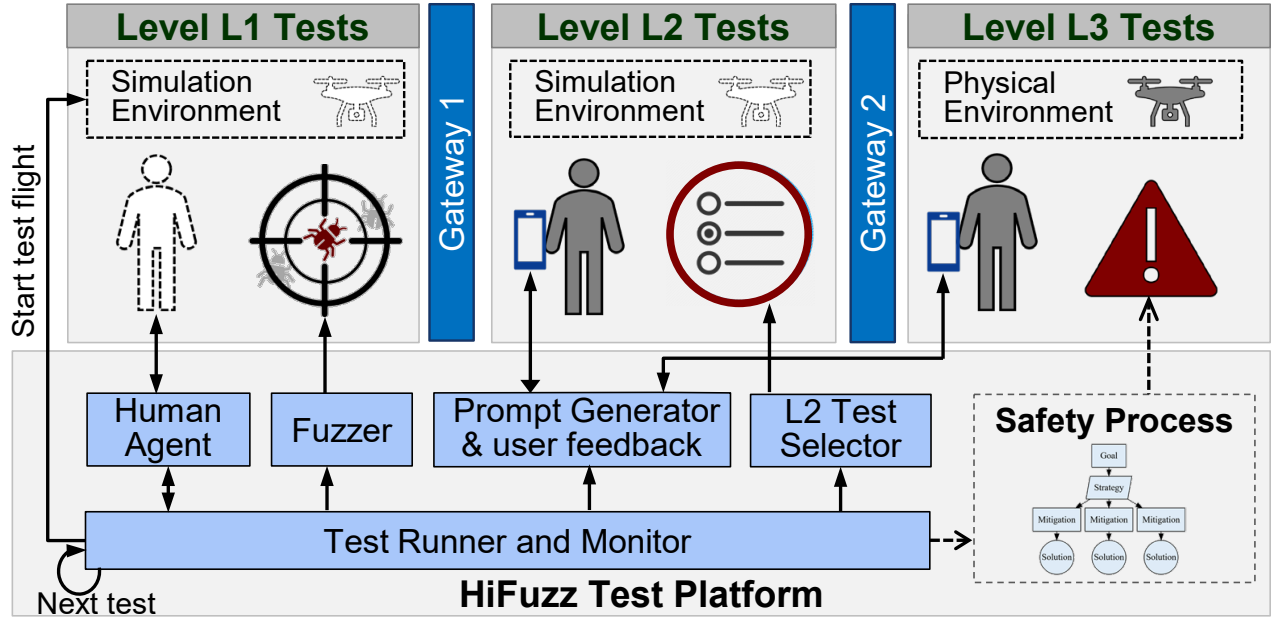 Level L1 Tests
Simulation
Environment
Gateway 1
Level L2 Tests
Simulation
Environment
Gateway 2
Level L3 Tests
Physical
Environment
Start test flight
Human
Agent
Fuzzer
Prompt Generator
& user feedback
L2 Test
Selector
Safety Process
Goal
Strategy
Mitigation
Mitigation
Mitigation
Solution
Solution
Solution
Test Runner and Monitor
Next test
HiFuzz Test Platform